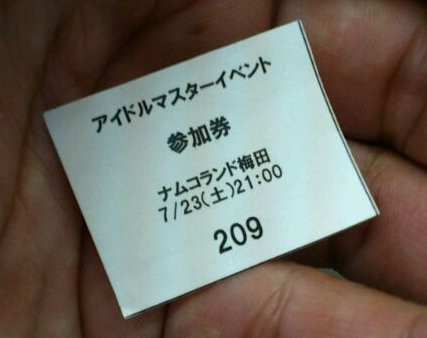 アイドルマスターイベント
参加券
ナムコランド梅田
7/23(土)21:00
209